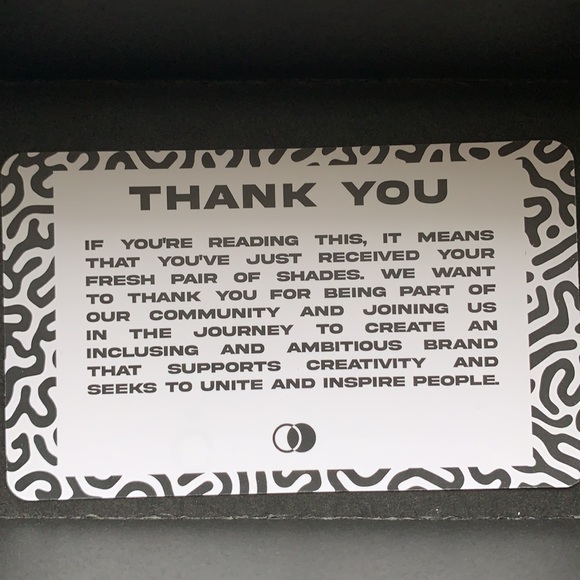 THANK YOU
IF YOU'RE READING THIS, IT MEANS
THAT YOU'VE JUST RECEIVED YOUR
FRESH PAIR OF SHADES. WE WANT
TO THANK YOU FOR BEING PART OF
OUR COMMUNITY AND JOINING US
IN THE JOURNEY TO CREATE AN
INCLUSING AND AMBITIOUS BRAND
THAT SUPPORTS CREATIVITY AND
SEEKS TO UNITE AND INSPIRE PEOPLE.